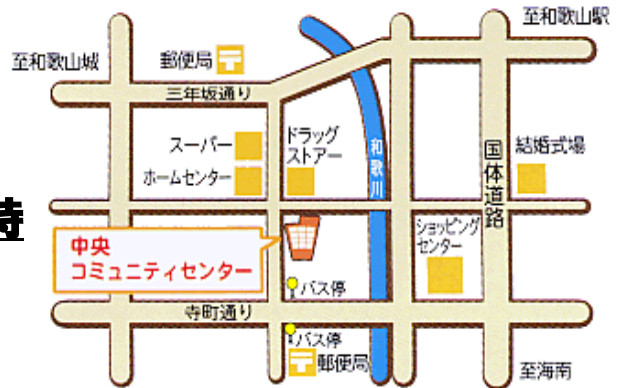 至和歌山駅
至和歌山城
郵便局
三年坂通り
スーパー
ドラッグ
ストアー
ホームセンター
和歌川
国体道路
結婚式場
時
中央
コミュニティセンター
ショッピング
センター
バス停
寺町通り
バス停
郵便局
至海南